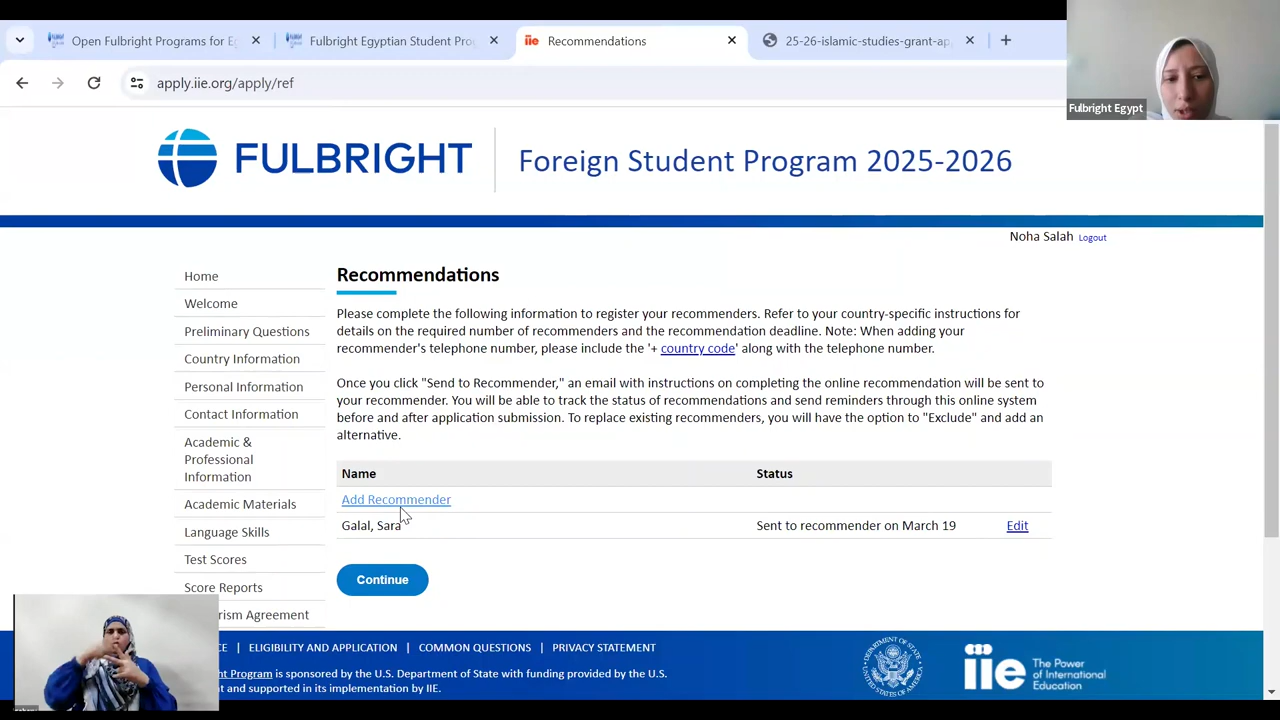 Open Fulbright Programs for E
Fulbright Egyptian Student Pro
iie Recommendations
25-26-islamic-studies-grant-ap
apply.iie.org/apply/ref
Fulbright Egypt
FULBRIGHT
Foreign Student Program 2025-2026
Noha Salah Logout
Home
Welcome
Preliminary Questions
Country Information
Personal Information
Contact Information
Academic &
Professional
Information
Academic Materials
Language Skills
Test Scores
Score Reports
rism Agreement
Recommendations
Please complete the following information to register your recommenders. Refer to your country-specific instructions for
details on the required number of recommenders and the recommendation deadline. Note: When adding your
recommender's telephone number, please include the '+ country code' along with the telephone number.
Once you click "Send to Recommender," an email with instructions on completing the online recommendation will be sent to
your recommender. You will be able to track the status of recommendations and send reminders through this online system
before and after application submission. To replace existing recommenders, you will have the option to "Exclude" and add an
alternative.
Name Status
Add Recommender
Galal, Sara Sent to recommender on March 19 Edit
Continue
CE | ELIGIBILITY AND APPLICATION | COMMON QUESTIONS | PRIVACY STATEMENT
ht Program is sponsored by the U.S. Department of State with funding provided by the U.S.
nt and supported in its implementation by IIE.
iie The Power
of International
Education